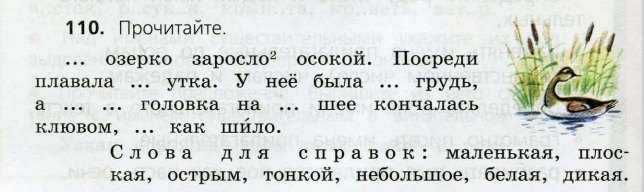 110. Прочитайте.
... озерко заросло² осокой. Посреди
плавала ... утка. У неё была ... грудь,
а ... ... головка на ... шее кончалась
клювом, ... как ши́ло.
Слова для справок: маленькая, плос-
кая, острым, тонкой, небольшое, белая, дикая.